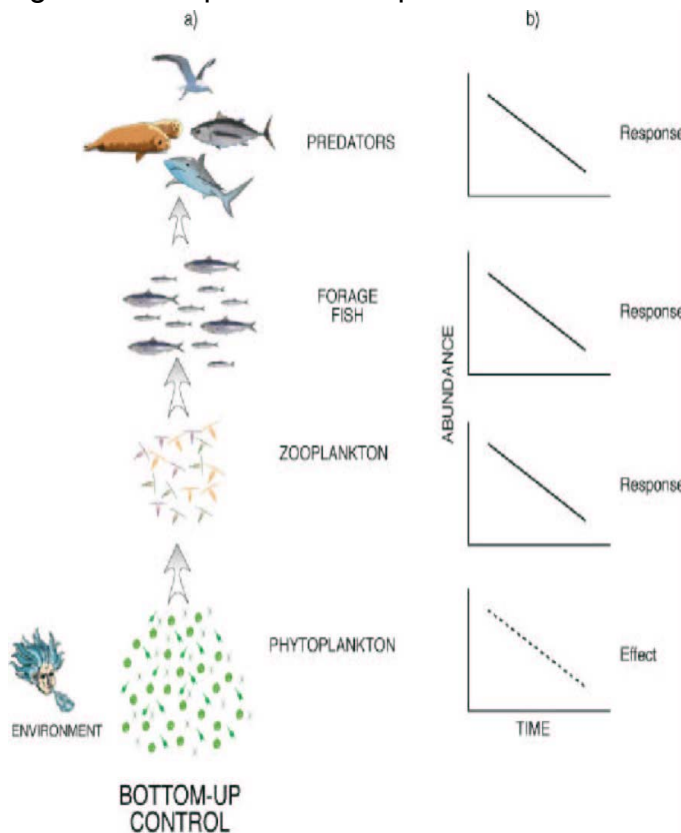 a)
b)
PREDATORS
Response
FORAGE
FISH
Response
ABUNDANCE
ZOOPLANKTON
Response
PHYTOPLANKTON
Effect
ENVIRONMENT
TIME
BOTTOM-UP
CONTROL